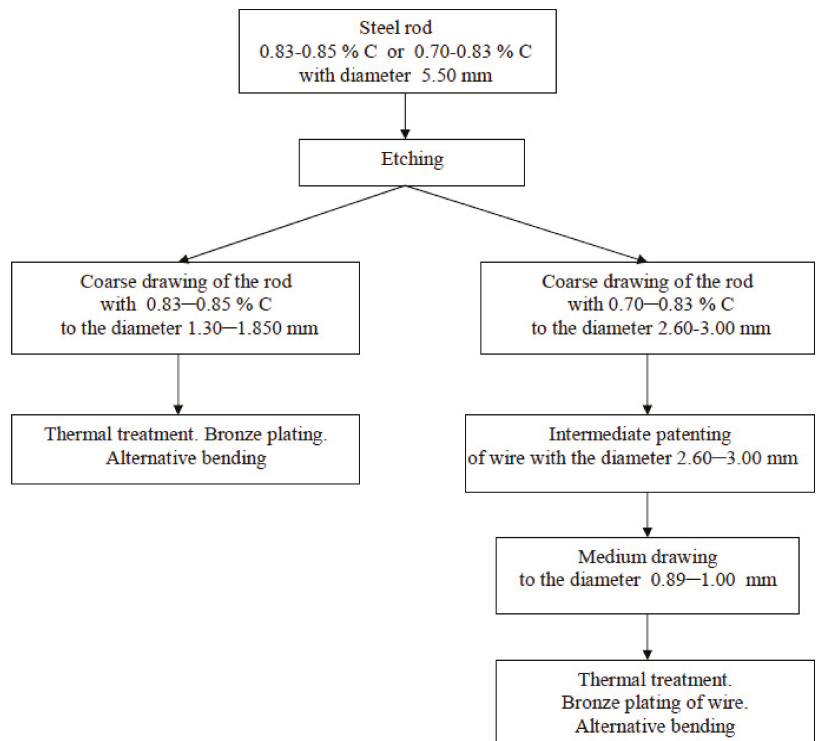 Steel rod
0.83-0.85 % C or 0.70-0.83 % C
with diameter 5.50 mm
Etching
Coarse drawing of the rod
with 0.83—0.85 % C
to the diameter 1.30—1.850 mm
Coarse drawing of the rod
with 0.70—0.83 % C
to the diameter 2.60-3.00 mm
Thermal treatment. Bronze plating.
Alternative bending
Intermediate patenting
of wire with the diameter 2.60—3.00 mm
Medium drawing
to the diameter 0.89—1.00 mm
Thermal treatment.
Bronze plating of wire.
Alternative bending